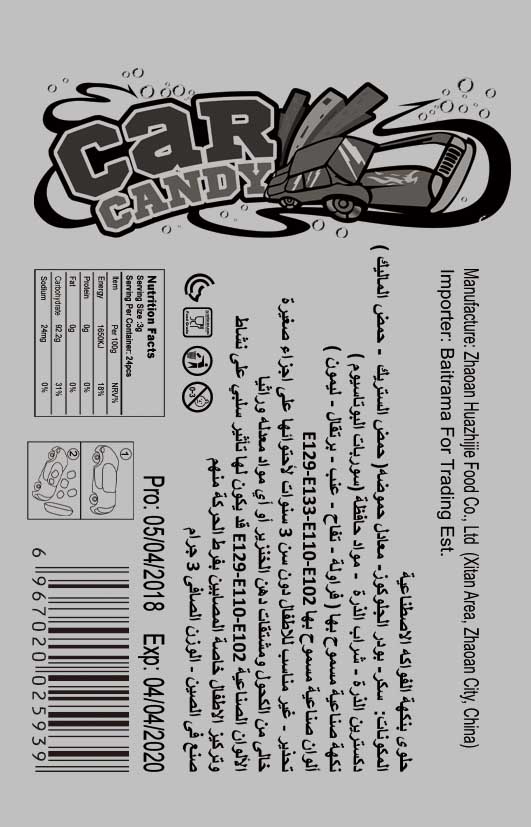 CAR
CANDY
Manufacture: Zhaoan Huazhijie Food Co., Ltd (Xitan Area, Zhaoan City, China)
Importer: Baitrama For Trading Est.
حلوى بنكهة الفواكه الاصطناعية
المكونات: سكر- بودر الجلوكوز- معادل حموضه( حمض الستريك - حمض الماليك )
دكسترين الذرة - شراب الذرة - مواد حافظة (سوربات البوتاسيوم )
نكهة صناعية مسموح بها ( فراولة - تفاح - عنب - برتقال - ليمون )
ألوان صناعية مسموح بها E129-E133-E110-E102
تحذير - غير مناسب للاطفال دون سن 3 سنوات لأحتوائها على اجزاء صغيرة
خالى من الكحول ومشتقات دهن الخنزير أو أي مواد معدله وراثيا
الألوان الصناعية E129-E110-E102 قد يكون لها تأثير سلبي على نشاط
وتركيز الاطفال خاصة المصابين بفرط الحركة منهم
صنع فى الصين - الوزن الصافى 3 جرام
Food Grade
0-3
Pro: 05/04/2018 Exp: 04/04/2020
Nutrition Facts
Serving Size :3g
Serving Per Container: 24pcs
Item Per 100g NRV%
Energy 1650KJ 18%
Protein 0g 0%
Fat 0g 0%
Carbohydrate 92.2g 31%
Sodium 24mg 0%
1
2
6 967020 025939